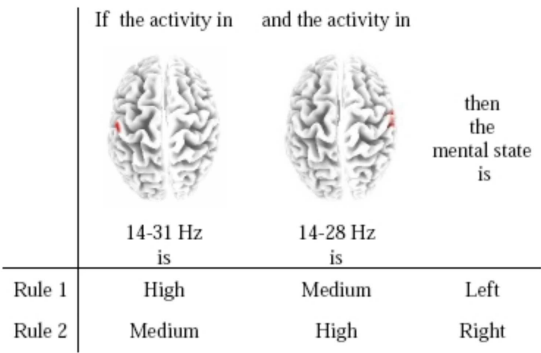 If the activity in and the activity in
then
the
mental state
is
14-31 Hz 14-28 Hz
is is
Rule 1 High Medium Left
Rule 2 Medium High Right